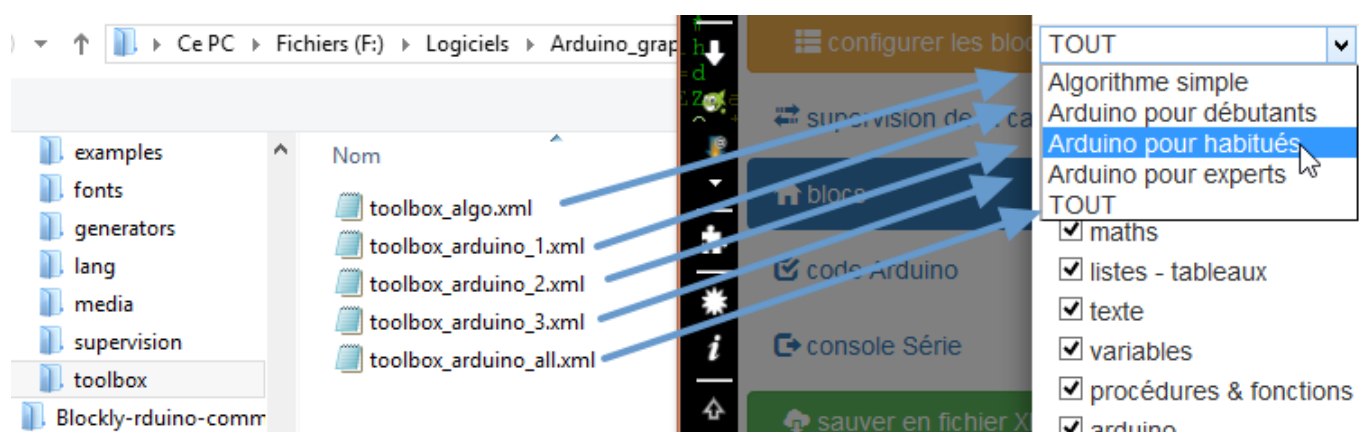 Ce PC Fichiers (F:) Logiciels Arduino_grap
examples
fonts
generators
lang
media
supervision
toolbox
Blockly-rduino-comm
Nom
toolbox_algo.xml
toolbox_arduino_1.xml
toolbox_arduino_2.xml
toolbox_arduino_3.xml
toolbox_arduino_all.xml
configurer les bloc
supervision de ca
blocs
code Arduino
console Série
sauver en fichier X
TOUT
Algorithme simple
Arduino pour débutants
Arduino pour habitués
Arduino pour experts
TOUT
maths
listes - tableaux
texte
variables
procédures & fonctions
arduino